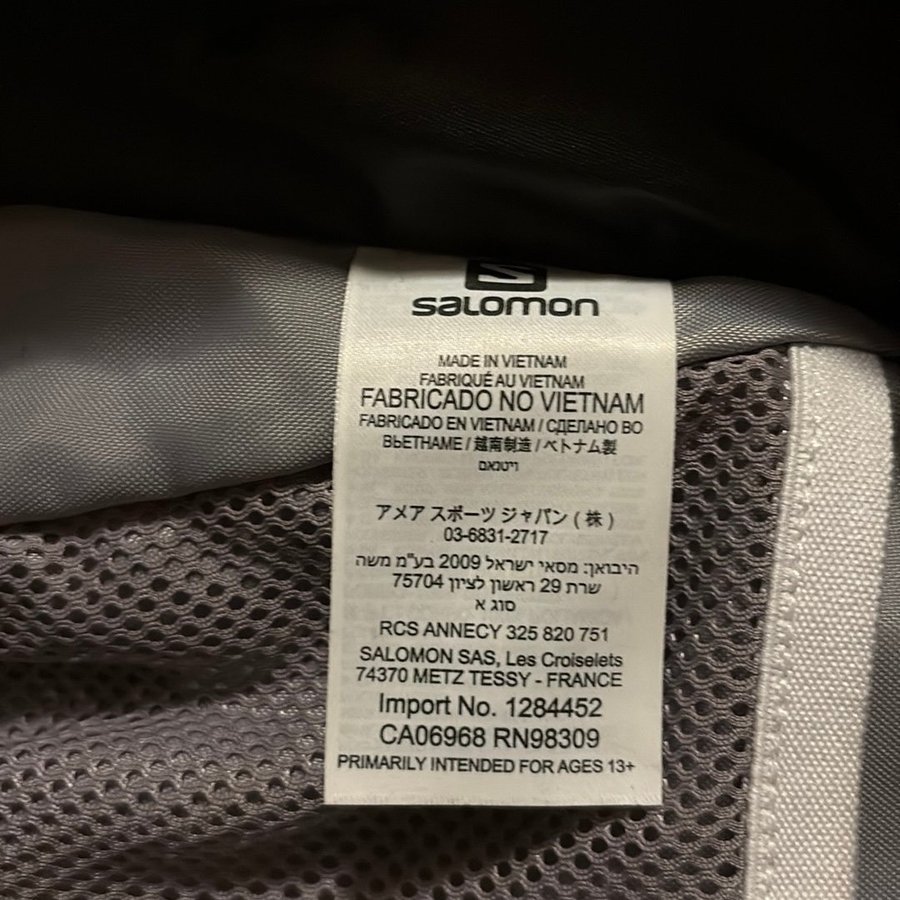 SALOMON
MADE IN VIETNAM
FABRIQUÉ AU VIETNAM
FABRICADO NO VIETNAM
FABRICADO EN VIETNAM / СДЕЛАНО ВО
ВЬЕТНАМЕ / 越南制造 / ベトナム製
ויטנאם
アメア スポーツ ジャパン ( 株 )
03-6831-2717
היבואן: מסאי ישראל 2009 בע"מ משה
שרת 29 ראשון לציון 75704
סוג א
RCS ANNECY 325 820 751
SALOMON SAS, Les Croiselets
74370 METZ TESSY - FRANCE
Import No. 1284452
CA06968 RN98309
PRIMARILY INTENDED FOR AGES 13+